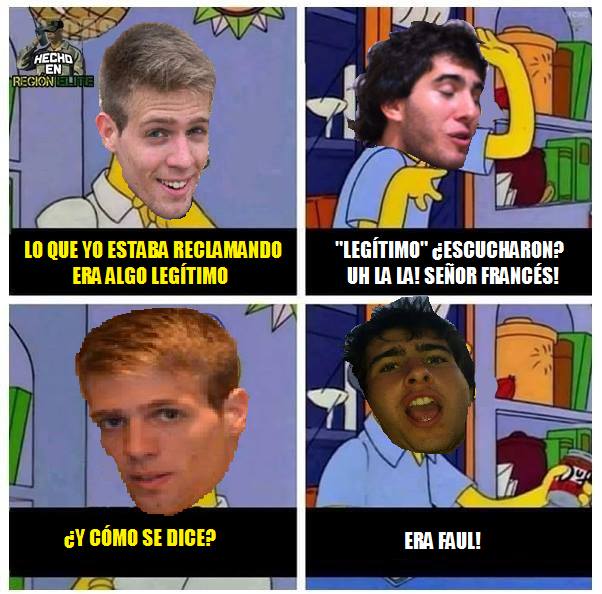 HECHO
EN
REGIÓN ELITE
LO QUE YO ESTABA RECLAMANDO
ERA ALGO LEGÍTIMO
"LEGÍTIMO" ¿ESCUCHARON?
UH LA LA! SEÑOR FRANCÉS!
¿Y CÓMO SE DICE?
ERA FAUL!